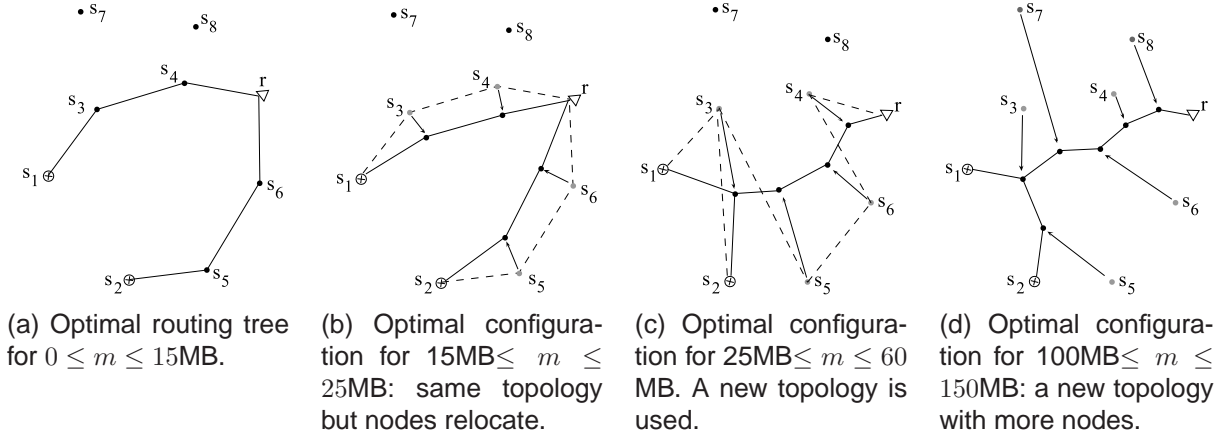 s7
s8
s4
r
s3
s1
s6
s2
s5
(a) Optimal routing tree
for 0 ≤ m ≤ 15MB.
s7
s8
s4
r
s3
s1
s6
s2
s5
(b) Optimal configura-
tion for 15MB≤ m ≤
25MB: same topology
but nodes relocate.
s7
s8
s4
s3
r
s1
s6
s2
s5
(c) Optimal configura-
tion for 25MB≤ m ≤ 60
MB. A new topology is
used.
s7
s8
s4
s3
r
s1
s6
s2
s5
(d) Optimal configura-
tion for 100MB≤ m ≤
150MB: a new topology
with more nodes.